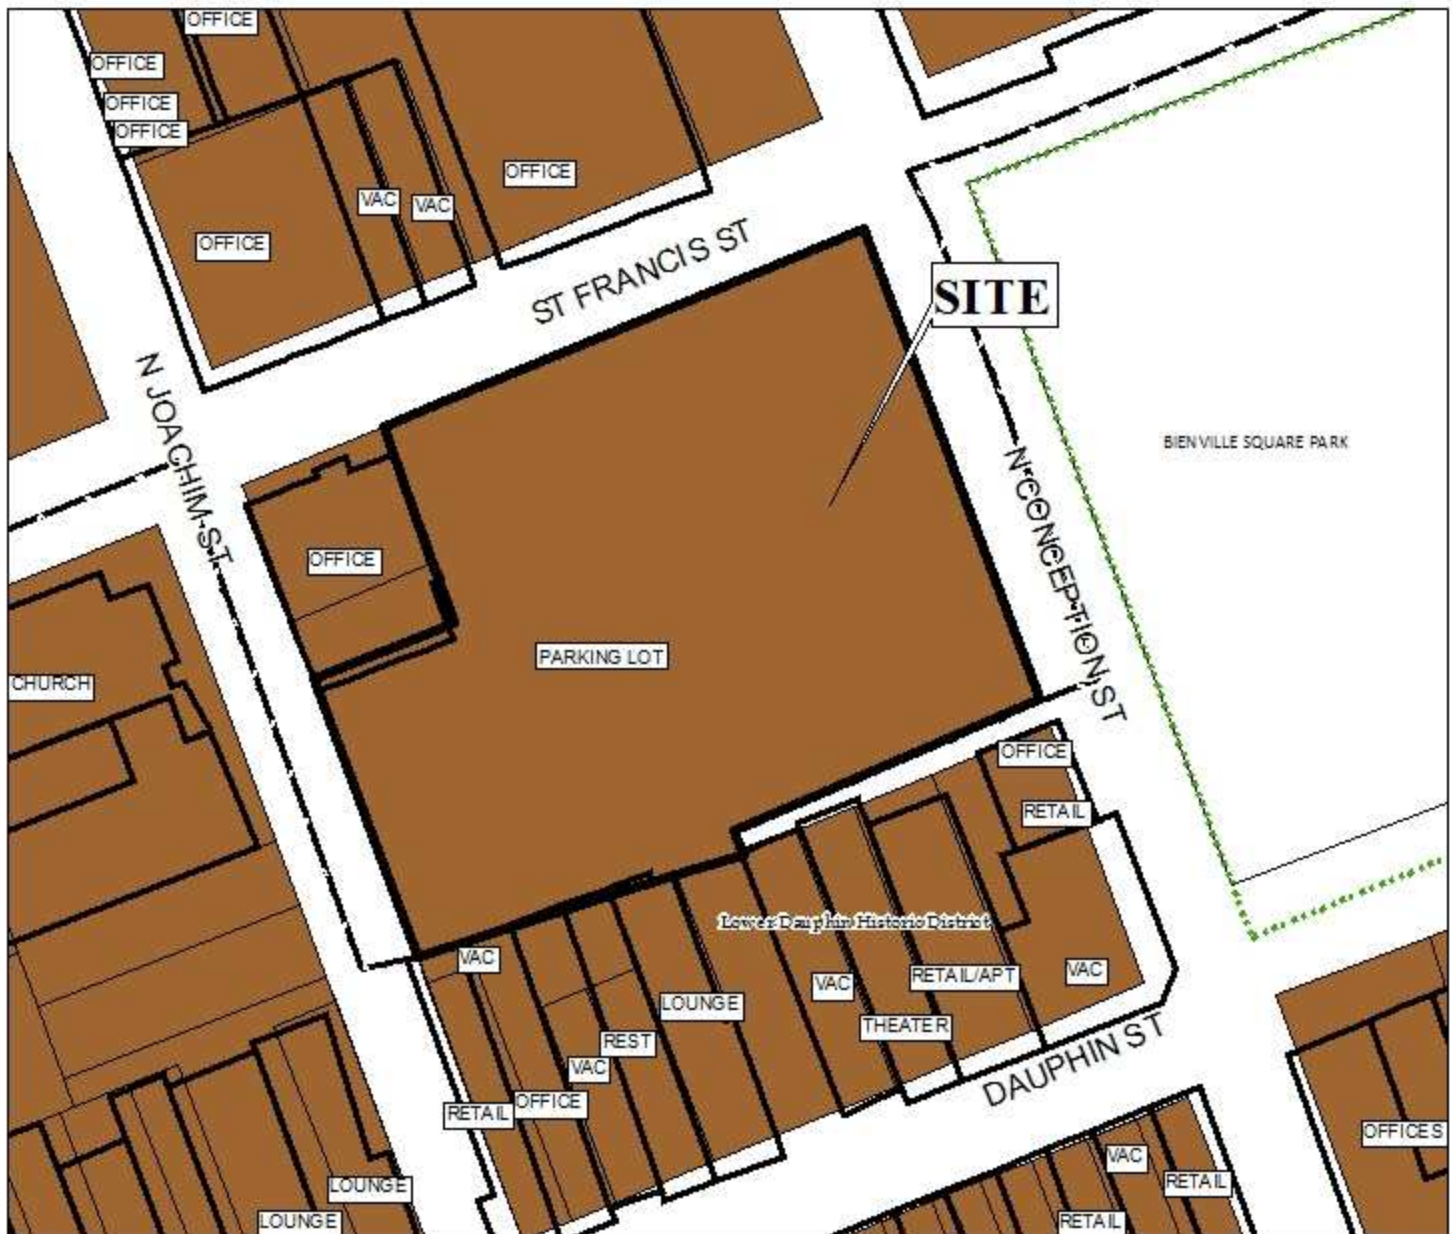 OFFICE
OFFICE
OFFICE
OFFICE
OFFICE
VAC
VAC
OFFICE
ST FRANCIS ST
SITE
N JOACHIM ST
BIENVILLE SQUARE PARK
N CONCEPTION ST
OFFICE
PARKING LOT
CHURCH
OFFICE
RETAIL
Lower Dauphin Historic District
VAC
RETAIL/APT
VAC
VAC
LOUNGE
THEATER
REST
VAC
DAUPHIN ST
OFFICE
RETAIL
OFFICES
VAC
RETAIL
LOUNGE
LOUNGE
RETAIL